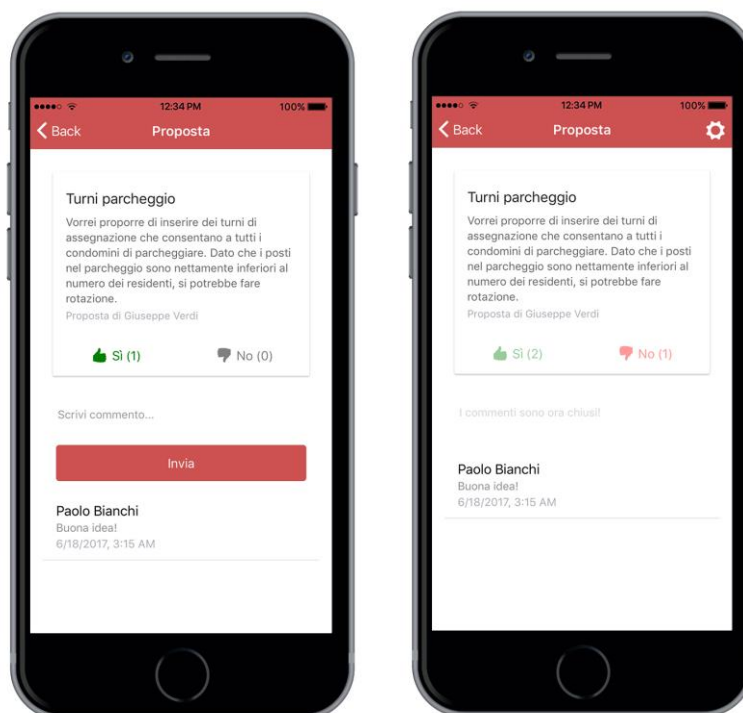 12:34 PM
100%
Back
Proposta
Turni parcheggio
Vorrei proporre di inserire dei turni di
assegnazione che consentano a tutti i
condomini di parcheggiare. Dato che i posti
nel parcheggio sono nettamente inferiori al
numero dei residenti, si potrebbe fare
rotazione.
Proposta di Giuseppe Verdi
Sì (1)
No (0)
Scrivi commento...
Invia
Paolo Bianchi
Buona idea!
6/18/2017, 3:15 AM
12:34 PM
100%
Back
Proposta
Turni parcheggio
Vorrei proporre di inserire dei turni di
assegnazione che consentano a tutti i
condomini di parcheggiare. Dato che i posti
nel parcheggio sono nettamente inferiori al
numero dei residenti, si potrebbe fare
rotazione.
Proposta di Giuseppe Verdi
Sì (2)
No (1)
I commenti sono ora chiusi!
Paolo Bianchi
Buona idea!
6/18/2017, 3:15 AM